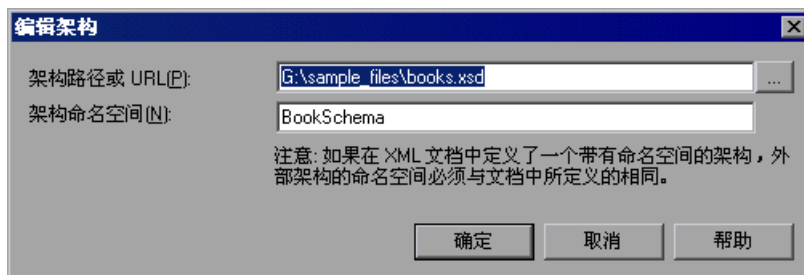 编辑架构
架构路径或 URL(P):
G:\sample_files\books.xsd
...
架构命名空间(N):
BookSchema
注意: 如果在 XML 文档中定义了一个带有命名空间的架构，外
部架构的命名空间必须与文档中所定义的相同。
确定
取消
帮助